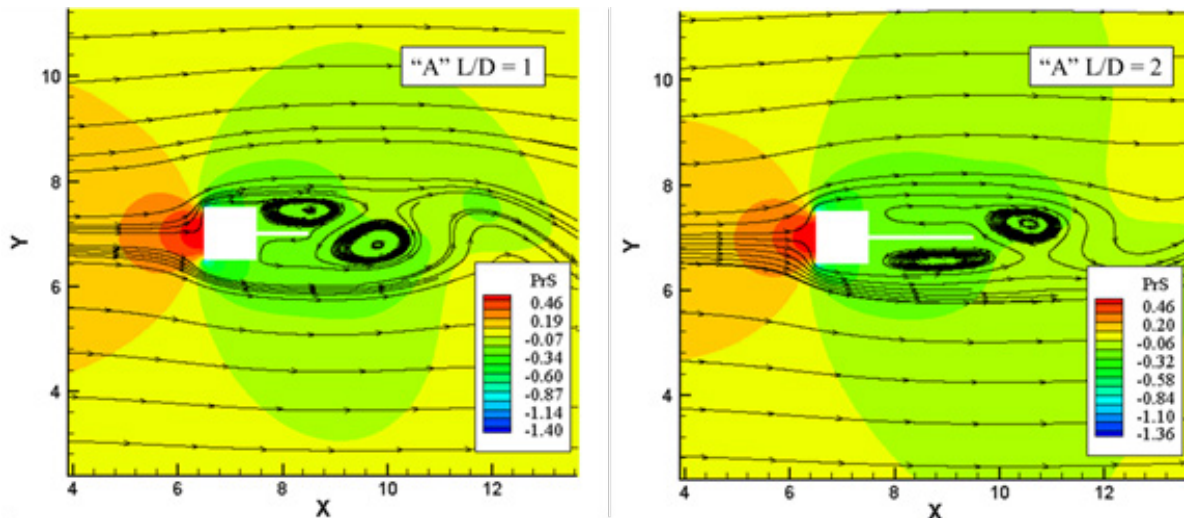 “A” L/D = 1
10
8
6
4
Y
PrS
0.46
0.19
-0.07
-0.34
-0.60
-0.87
-1.14
-1.40
4 6 8 10 12
X
“A” L/D = 2
10
8
6
4
Y
PrS
0.46
0.20
-0.06
-0.32
-0.58
-0.84
-1.10
-1.36
4 6 8 10 12
X